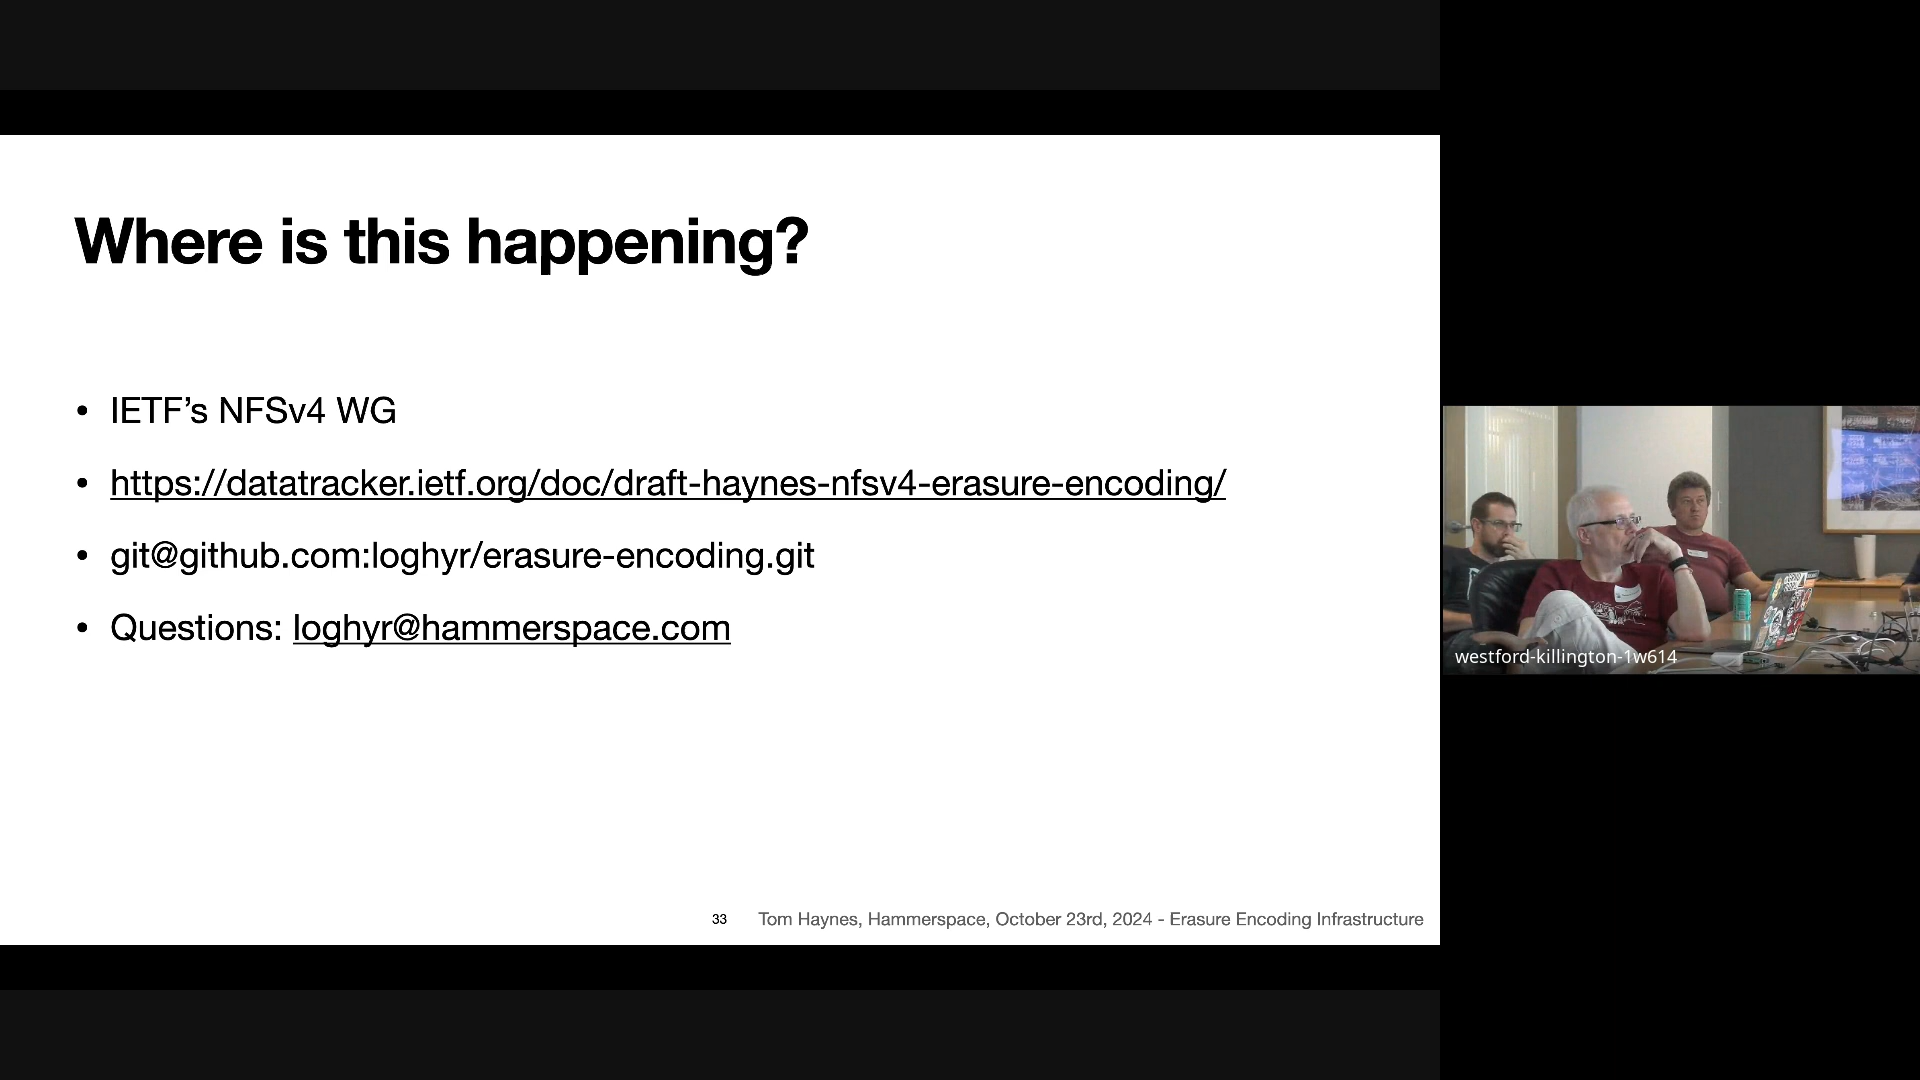 Where is this happening?
• IETF’s NFSv4 WG
• https://datatracker.ietf.org/doc/draft-haynes-nfsv4-erasure-encoding/
• git@github.com:loghyr/erasure-encoding.git
• Questions: loghyr@hammerspace.com
33 Tom Haynes, Hammerspace, October 23rd, 2024 - Erasure Encoding Infrastructure
westford-killington-1w614